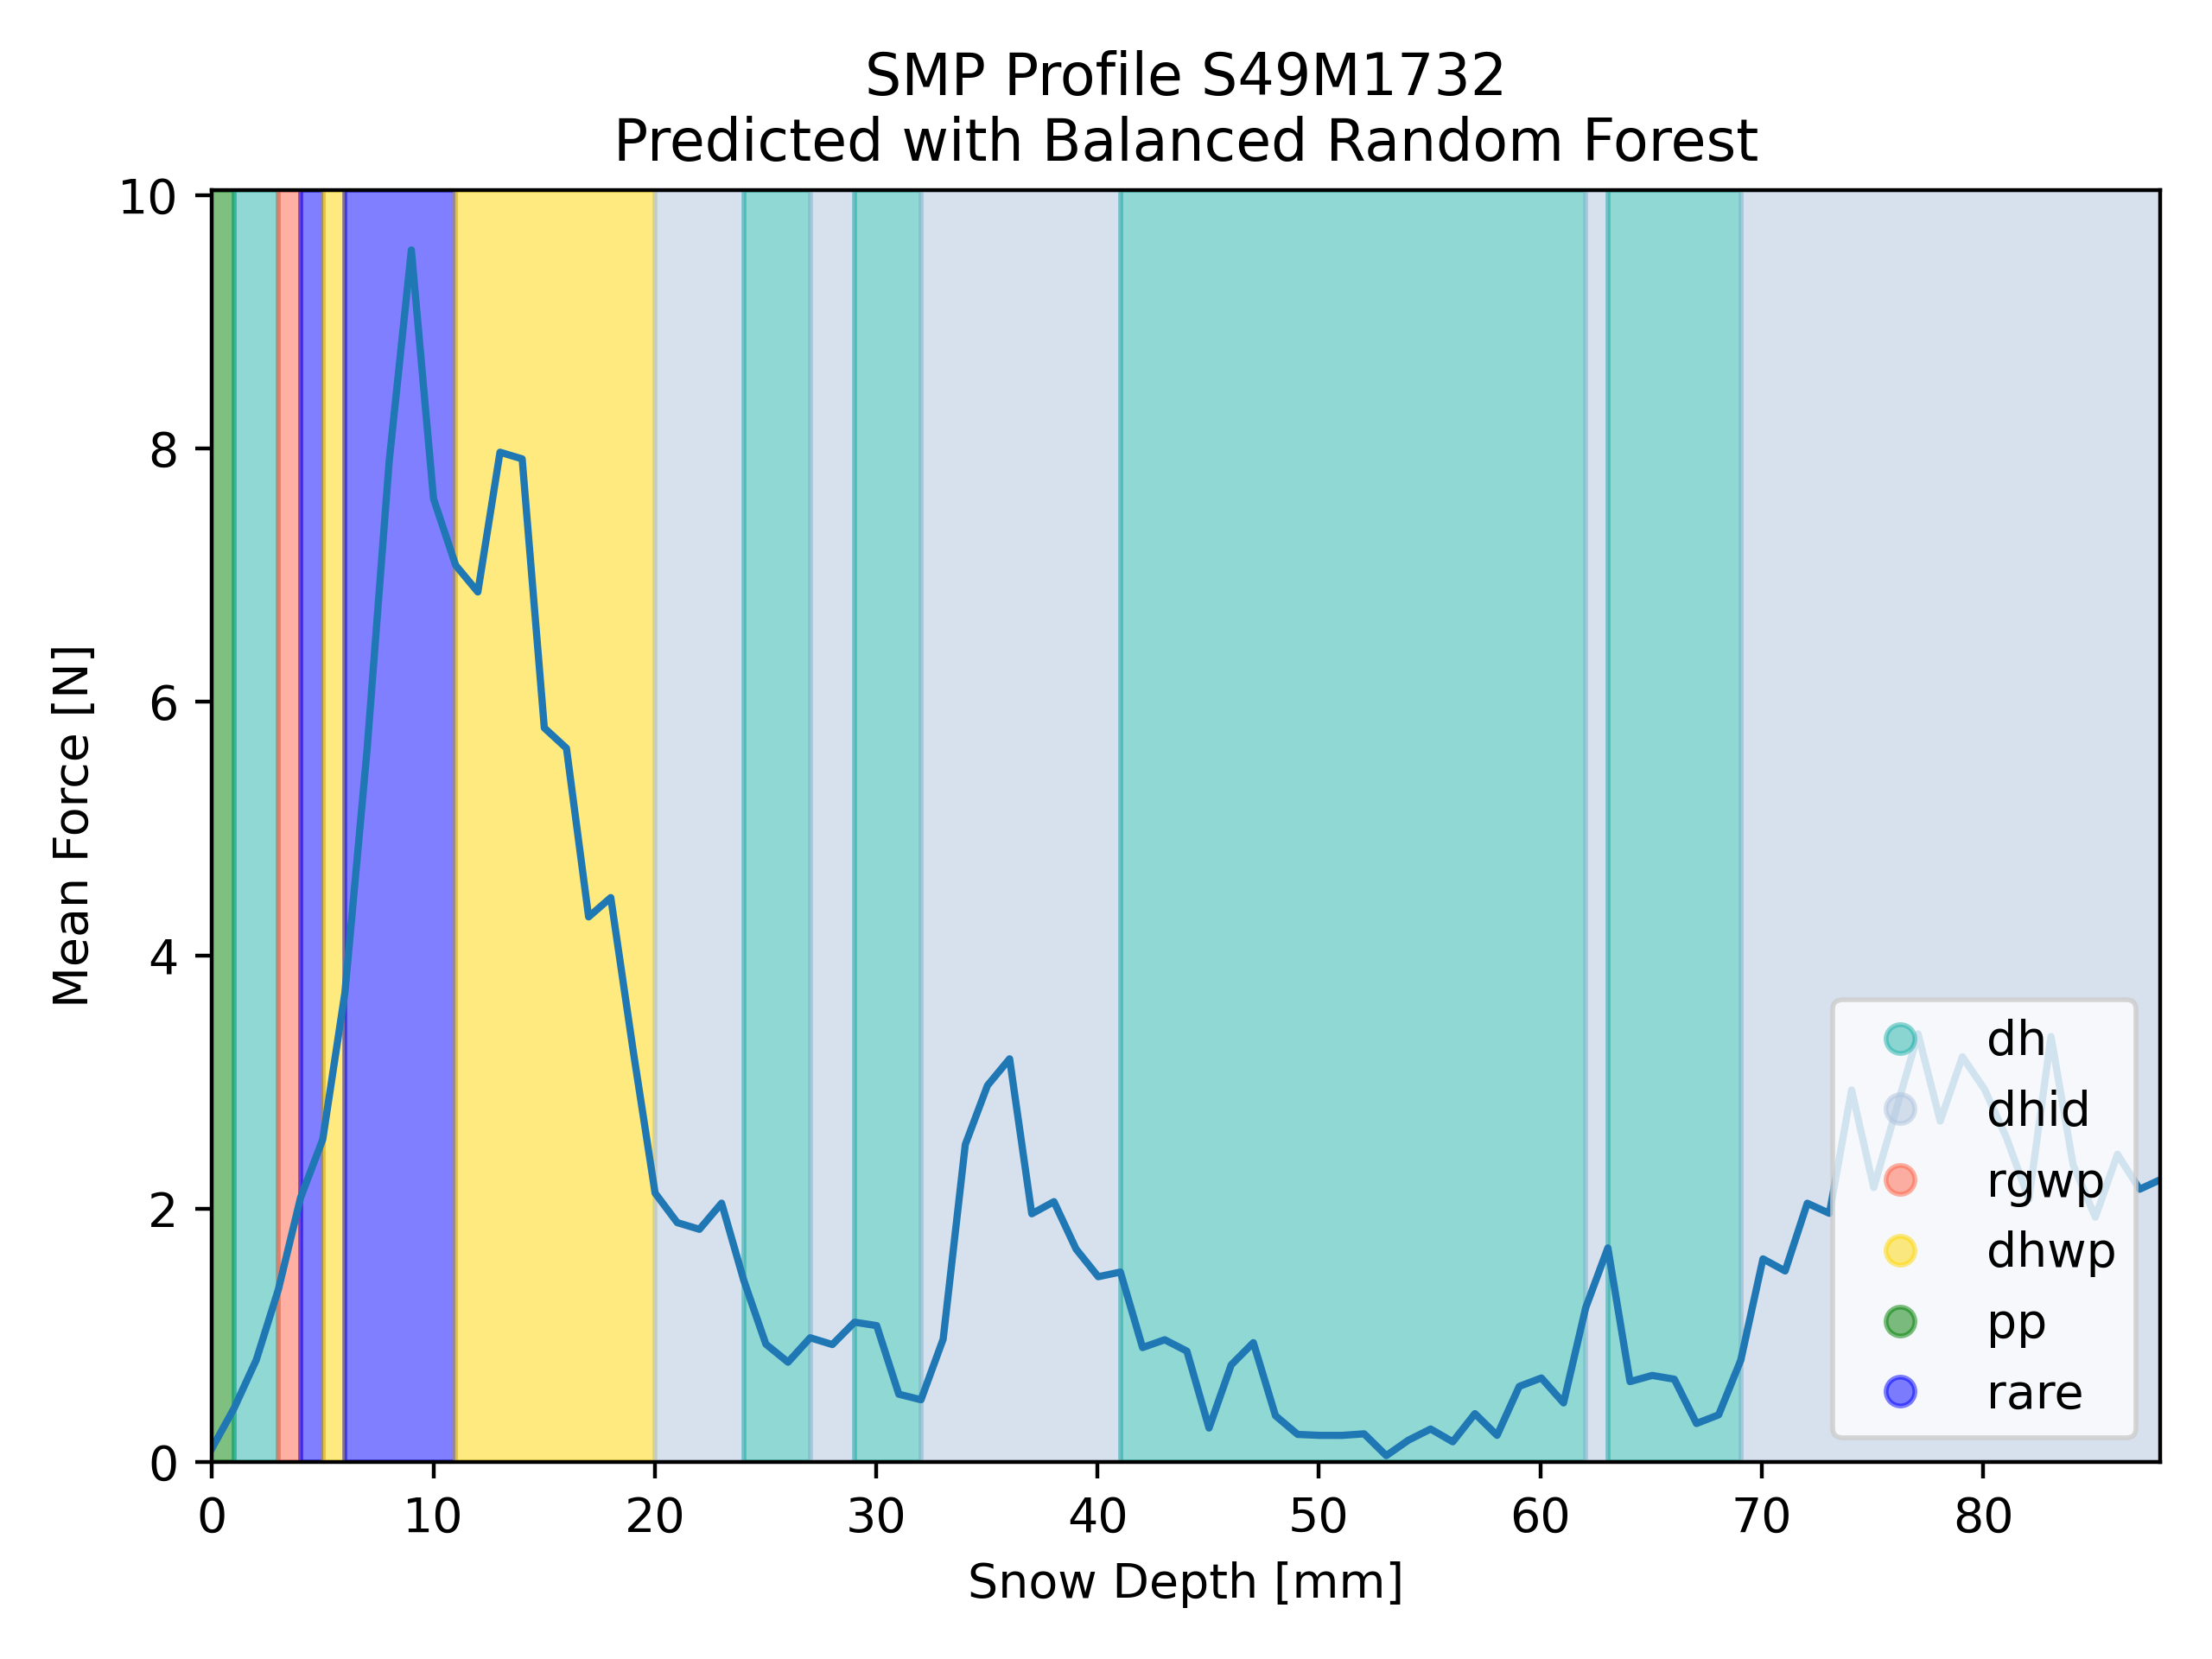 SMP Profile S49M1732
Predicted with Balanced Random Forest
Mean Force [N]
10
8
6
4
2
0
0 10 20 30 40 50 60 70 80
Snow Depth [mm]
dh
dhid
rgwp
dhwp
pp
rare